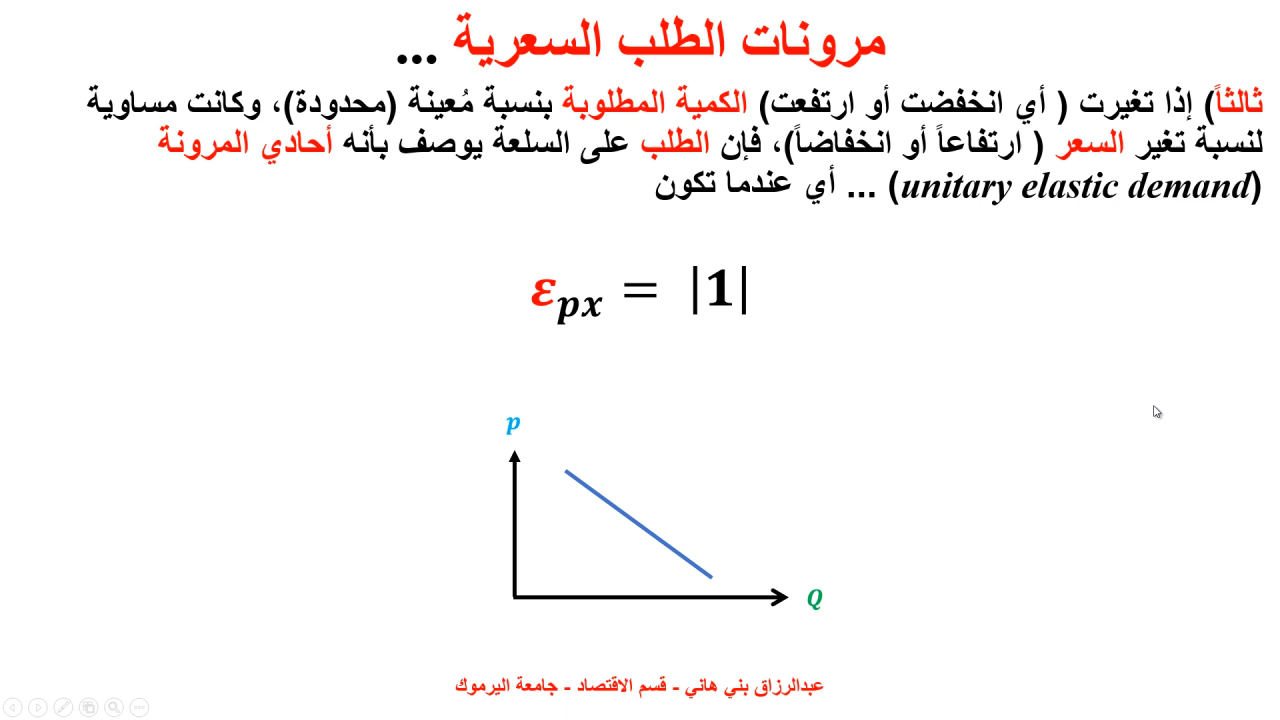 مرونات الطلب السعرية ...
ثالثاً) إذا تغيرت ( أي انخفضت أو ارتفعت) الكمية المطلوبة بنسبة مُعينة (محدودة)، وكانت مساوية
لنسبة تغير السعر ( ارتفاعاً أو انخفاضاً)، فإن الطلب على السلعة يوصف بأنه أحادي المرونة
(unitary elastic demand) ... أي عندما تكون
ε_px = |1|
p
Q
عبدالرزاق بني هاني - قسم الاقتصاد - جامعة اليرموك